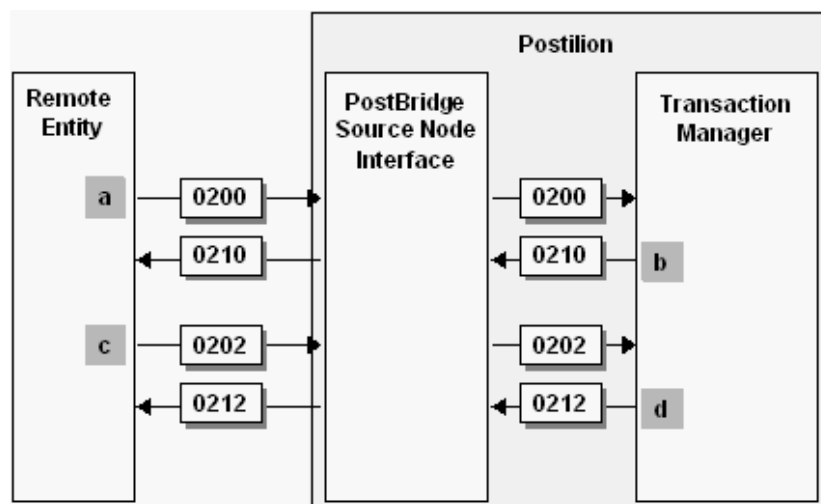 Postilion
Remote
Entity
PostBridge
Source Node
Interface
Transaction
Manager
a
0200
0200
0210
0210
b
c
0202
0202
0212
0212
d